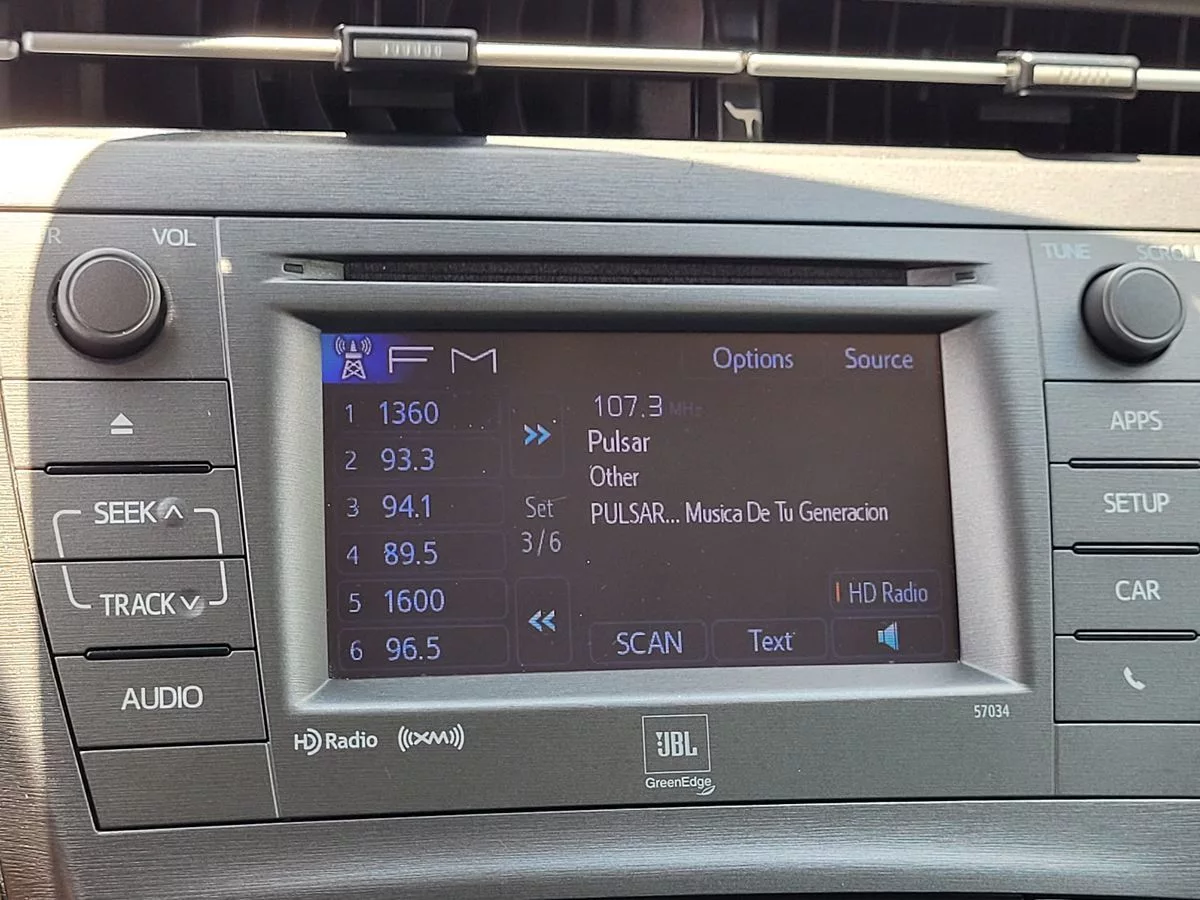 VOL
TUNE SCROLL
FM
Options
Source
1 1360
2 93.3
3 94.1
4 89.5
5 1600
6 96.5
Set
3/6
107.3 MHz
Pulsar
Other
PULSAR... Musica De Tu Generacion
HD Radio
SCAN
Text
SEEK
TRACK
AUDIO
APPS
SETUP
CAR
57034
HD Radio
((XM))
JBL
GreenEdge